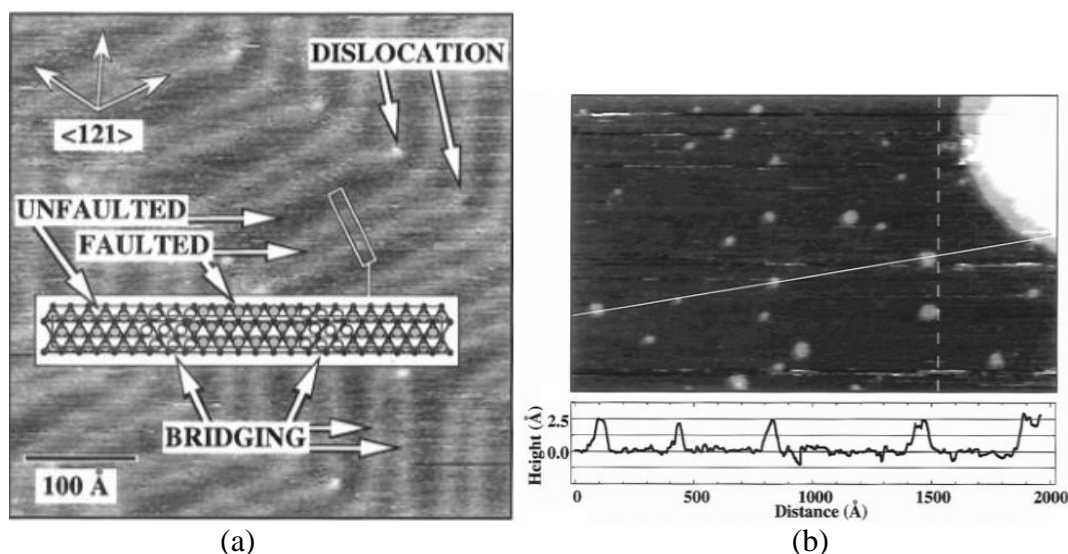 DISLOCATION
<121>
UNFAULTED
FAULTED
BRIDGING
100 Å
(a)
Height (Å)
2.5
0.0
0 500 1000 1500 2000
Distance (Å)
(b)